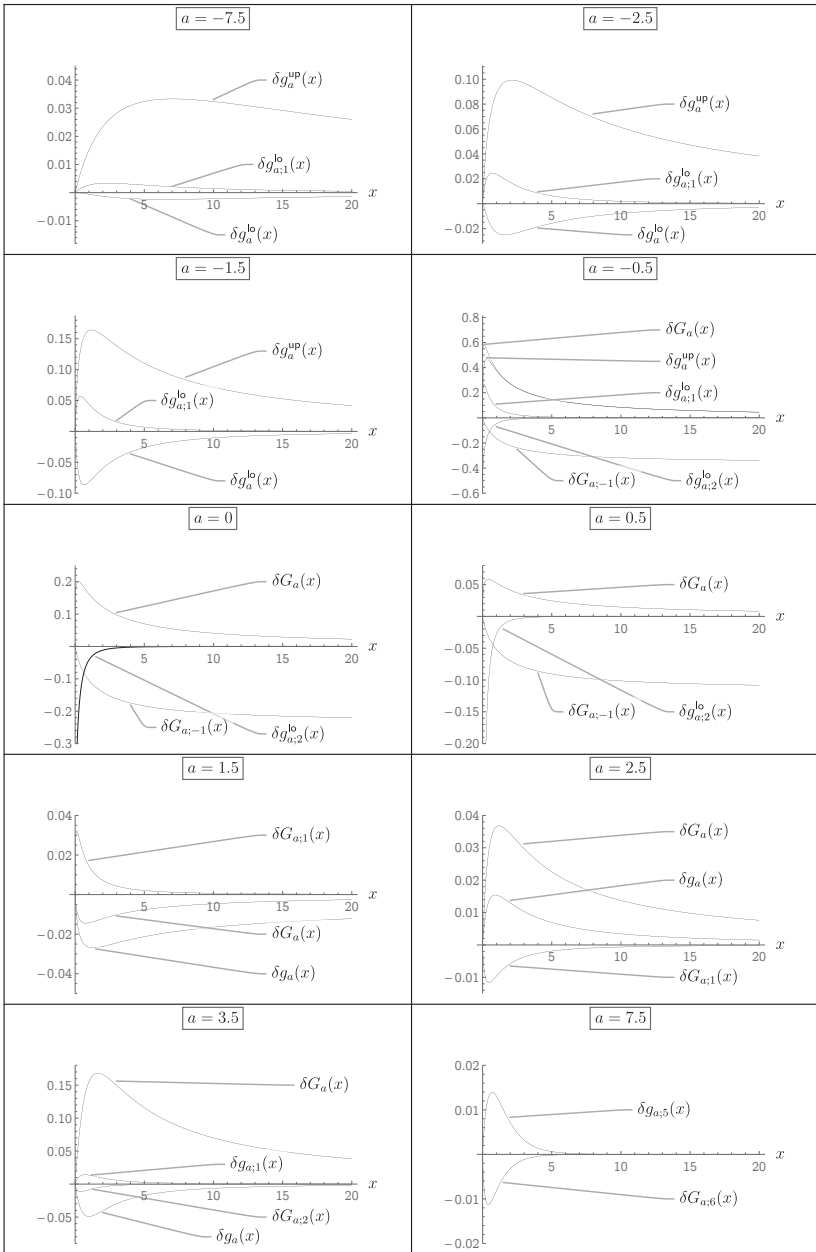 a = −7.5
0.04
0.03
0.02
0.01
−0.01
5 10 15 20 x
δg_a^up(x)
δg_{a;1}^lo(x)
δg_a^lo(x)
a = −2.5
0.10
0.08
0.06
0.04
0.02
−0.02
5 10 15 20 x
δg_a^up(x)
δg_{a;1}^lo(x)
δg_a^lo(x)
a = −1.5
0.15
0.10
0.05
−0.05
−0.10
5 10 15 20 x
δg_a^up(x)
δg_{a;1}^lo(x)
δg_a^lo(x)
a = −0.5
0.8
0.6
0.4
0.2
−0.2
−0.4
−0.6
5 10 15 20 x
δG_a(x)
δg_a^up(x)
δg_{a;1}^lo(x)
δG_{a;−1}(x)
δg_{a;2}^lo(x)
a = 0
0.2
0.1
−0.1
−0.2
−0.3
5 10 15 20 x
δG_a(x)
δG_{a;−1}(x)
δg_{a;2}^lo(x)
a = 0.5
0.05
−0.05
−0.10
−0.15
−0.20
5 10 15 20 x
δG_a(x)
δG_{a;−1}(x)
δg_{a;2}^lo(x)
a = 1.5
0.04
0.02
−0.02
−0.04
5 10 15 20 x
δG_{a;1}(x)
δG_a(x)
δg_a(x)
a = 2.5
0.04
0.03
0.02
0.01
−0.01
5 10 15 20 x
δG_a(x)
δg_a(x)
δG_{a;1}(x)
a = 3.5
0.15
0.10
0.05
−0.05
5 10 15 20 x
δG_a(x)
δg_{a;1}(x)
δG_{a;2}(x)
δg_a(x)
a = 7.5
0.02
0.01
−0.01
−0.02
5 10 15 20 x
δg_{a;5}(x)
δG_{a;6}(x)